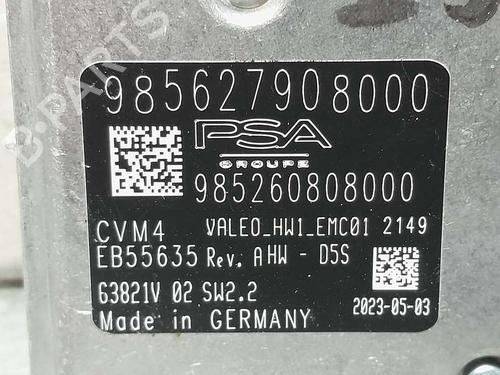 985627908000
PSA
GROUPE
985260808000
CVM4 VALEO_HW1_EMC01 2149
EB55635 Rev. A HW - D5S
63821V 02 SW2.2
2023-05-03
Made in GERMANY
B-PARTS